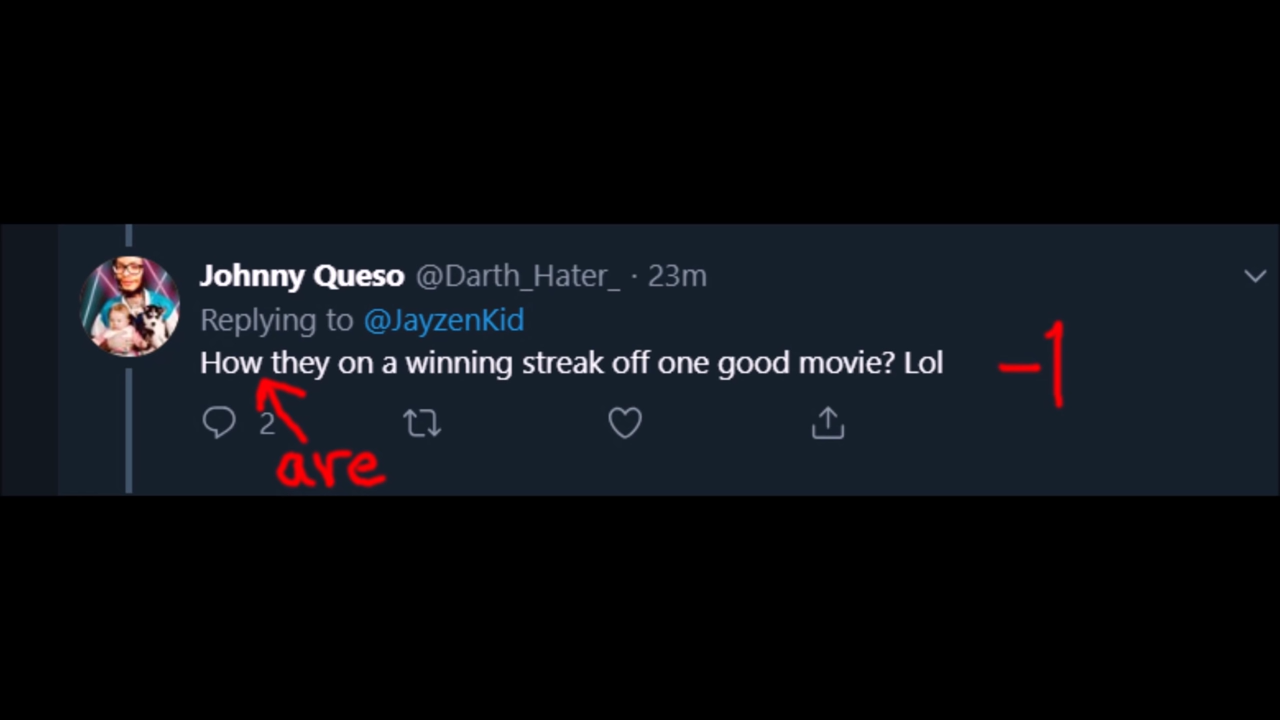 Johnny Queso @Darth_Hater_ · 23m
Replying to @JayzenKid
How they on a winning streak off one good movie? Lol
-1
2
are